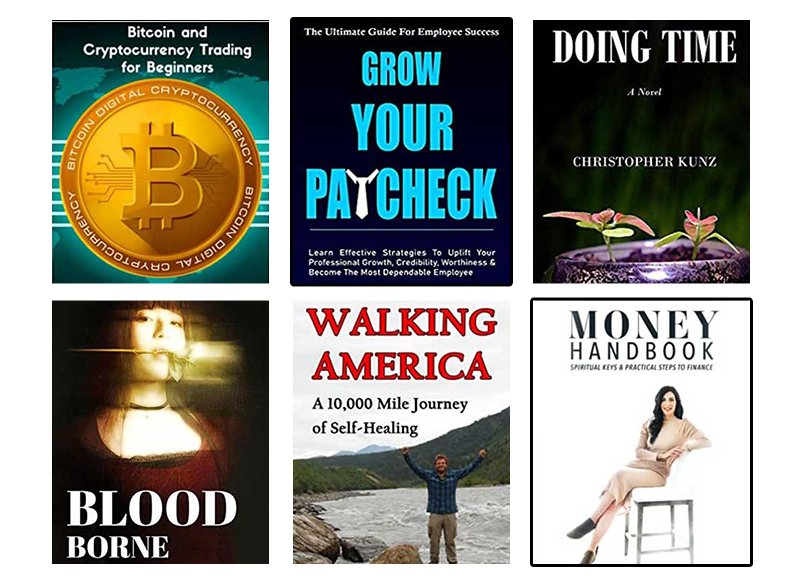 Bitcoin and
Cryptocurrency Trading
for Beginners
BITCOIN DIGITAL CRYPTOCURRENCY
BITCOIN DIGITAL CRYPTOCURRENCY
The Ultimate Guide For Employee Success
GROW
YOUR
PAYCHECK
Learn Effective Strategies To Uplift Your
Professional Growth, Credibility, Worthiness &
Become The Most Dependable Employee
DOING TIME
A Novel
CHRISTOPHER KUNZ
BLOOD
BORNE
WALKING
AMERICA
A 10,000 Mile Journey
of Self-Healing
MONEY
HANDBOOK
SPIRITUAL KEYS & PRACTICAL STEPS TO FINANCE